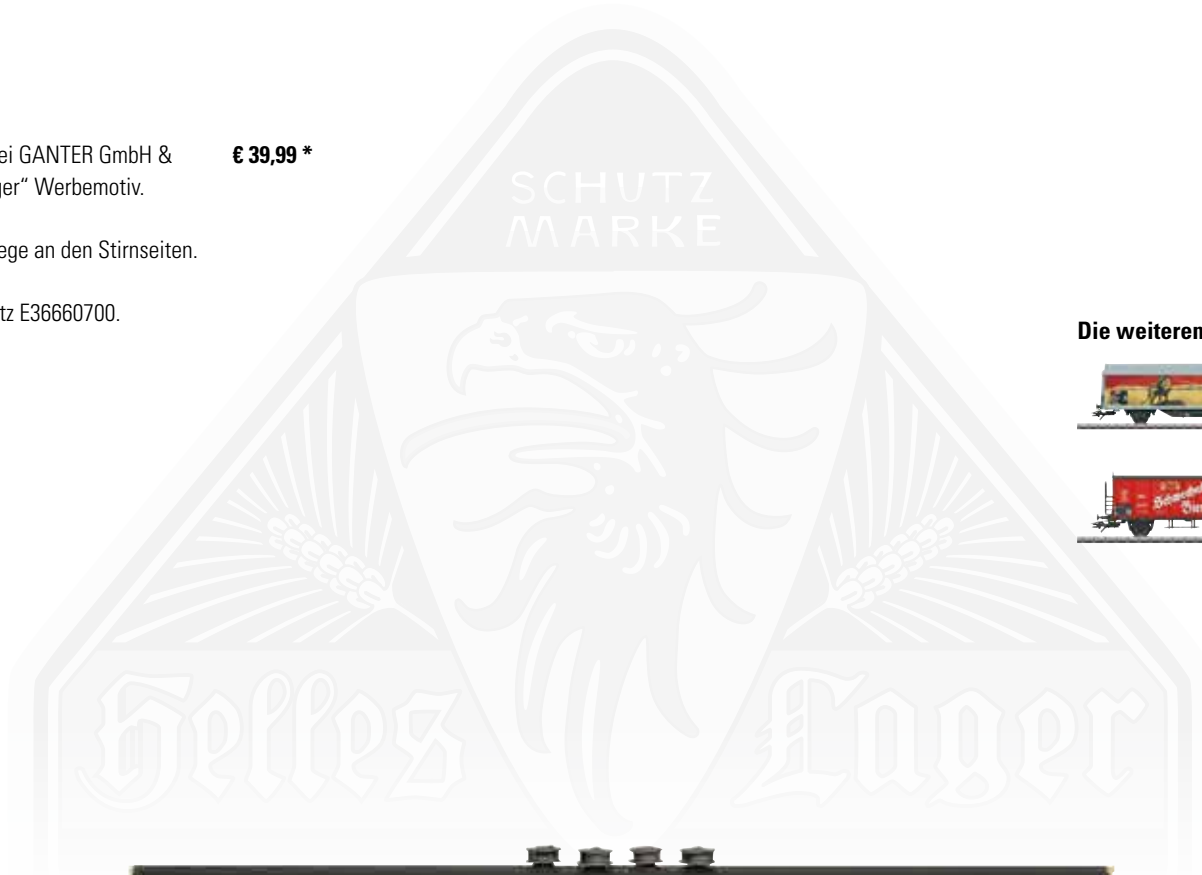 ei GANTER GmbH &
€ 39,99 *
ger“ Werbemotiv.
ege an den Stirnseiten.
tz E36660700.
SCHUTZ
MARKE
Die weiteren
Helles Lager